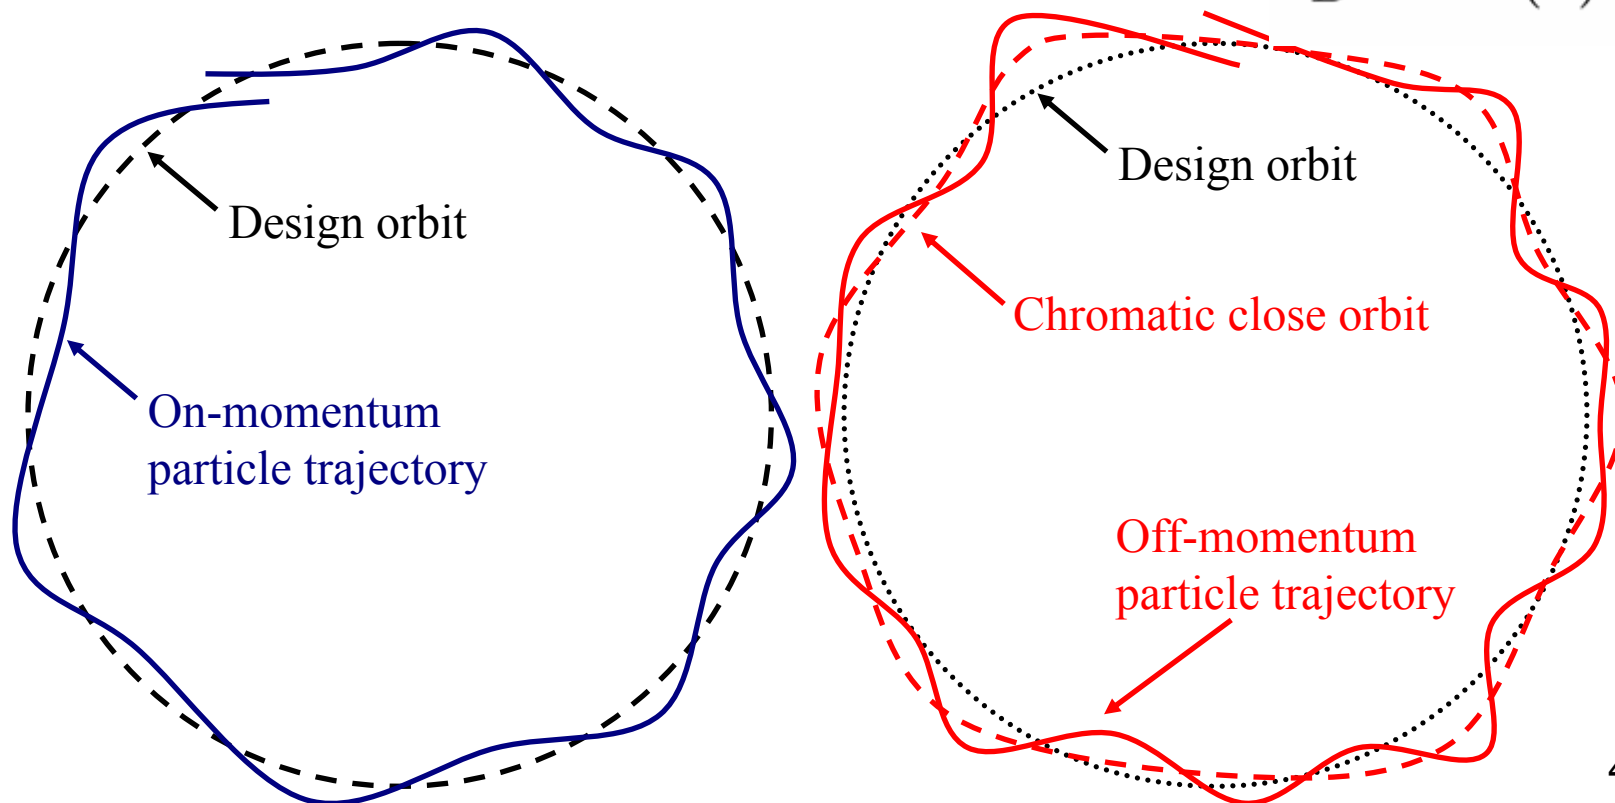 Design orbit
On-momentum
particle trajectory
Design orbit
Chromatic close orbit
Off-momentum
particle trajectory